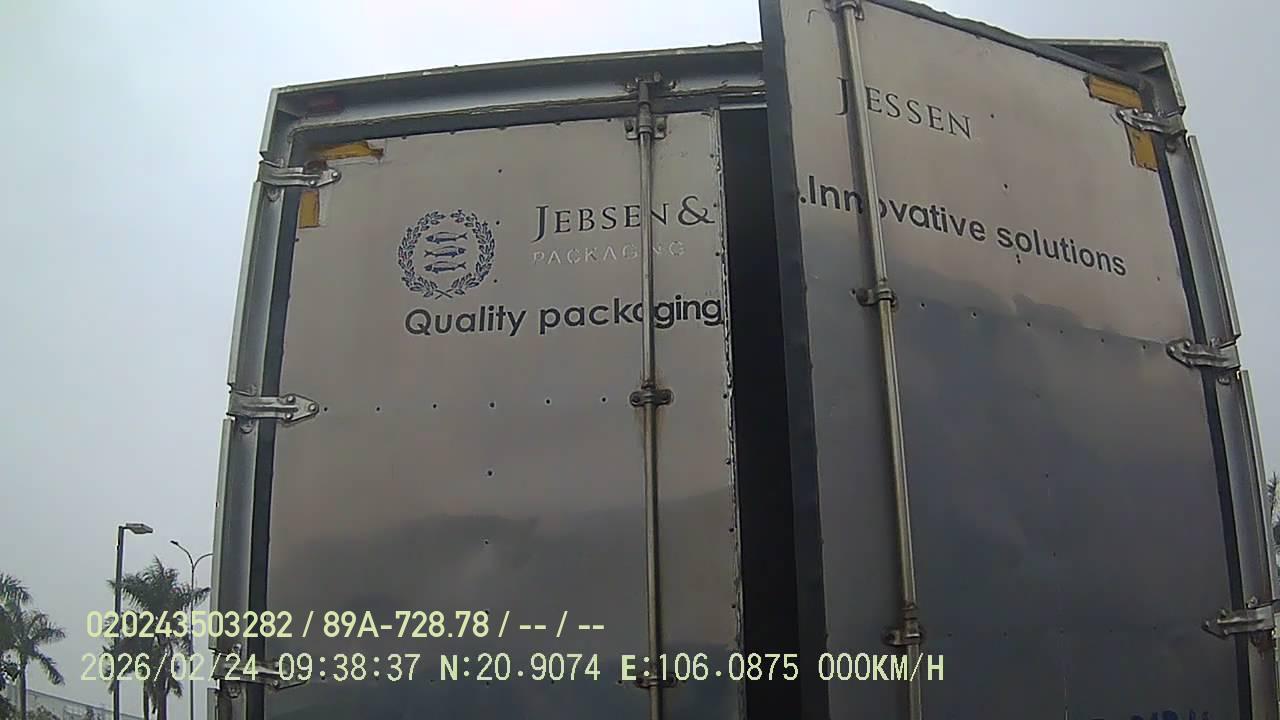 JEBSEN & JESSEN
PACKAGING
Quality packaging...Innovative solutions
020243503282 / 89A-728.78 / -- / --
2026/02/24 09:38:37 N:20.9074 E:106.0875 000KM/H